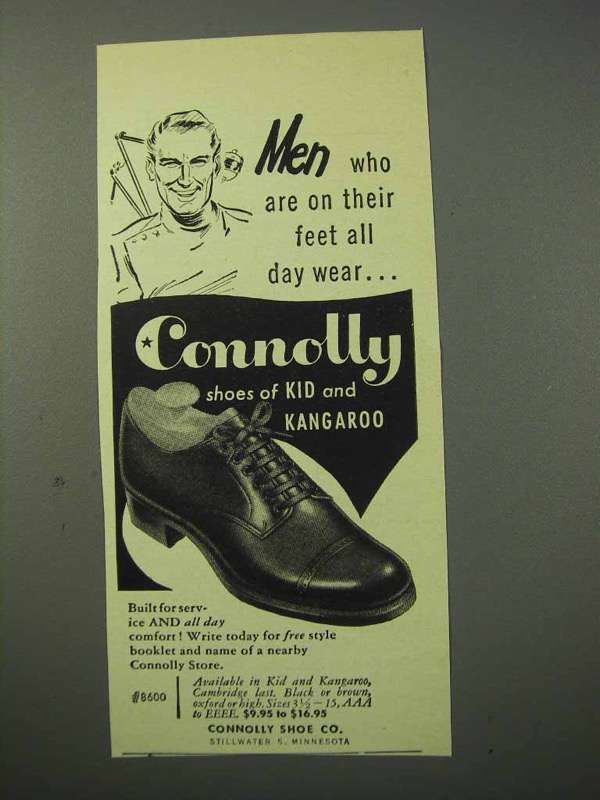 Men who
are on their
feet all
day wear...
Connolly
shoes of KID and
KANGAROO
Built for serv-
ice AND all day
comfort! Write today for free style
booklet and name of a nearby
Connolly Store.
#8600
Available in Kid and Kangaroo,
Cambridge last. Black or brown,
oxford or high. Sizes 3½ — 15, AAA
to EEEE. $9.95 to $16.95
CONNOLLY SHOE CO.
STILLWATER 5, MINNESOTA